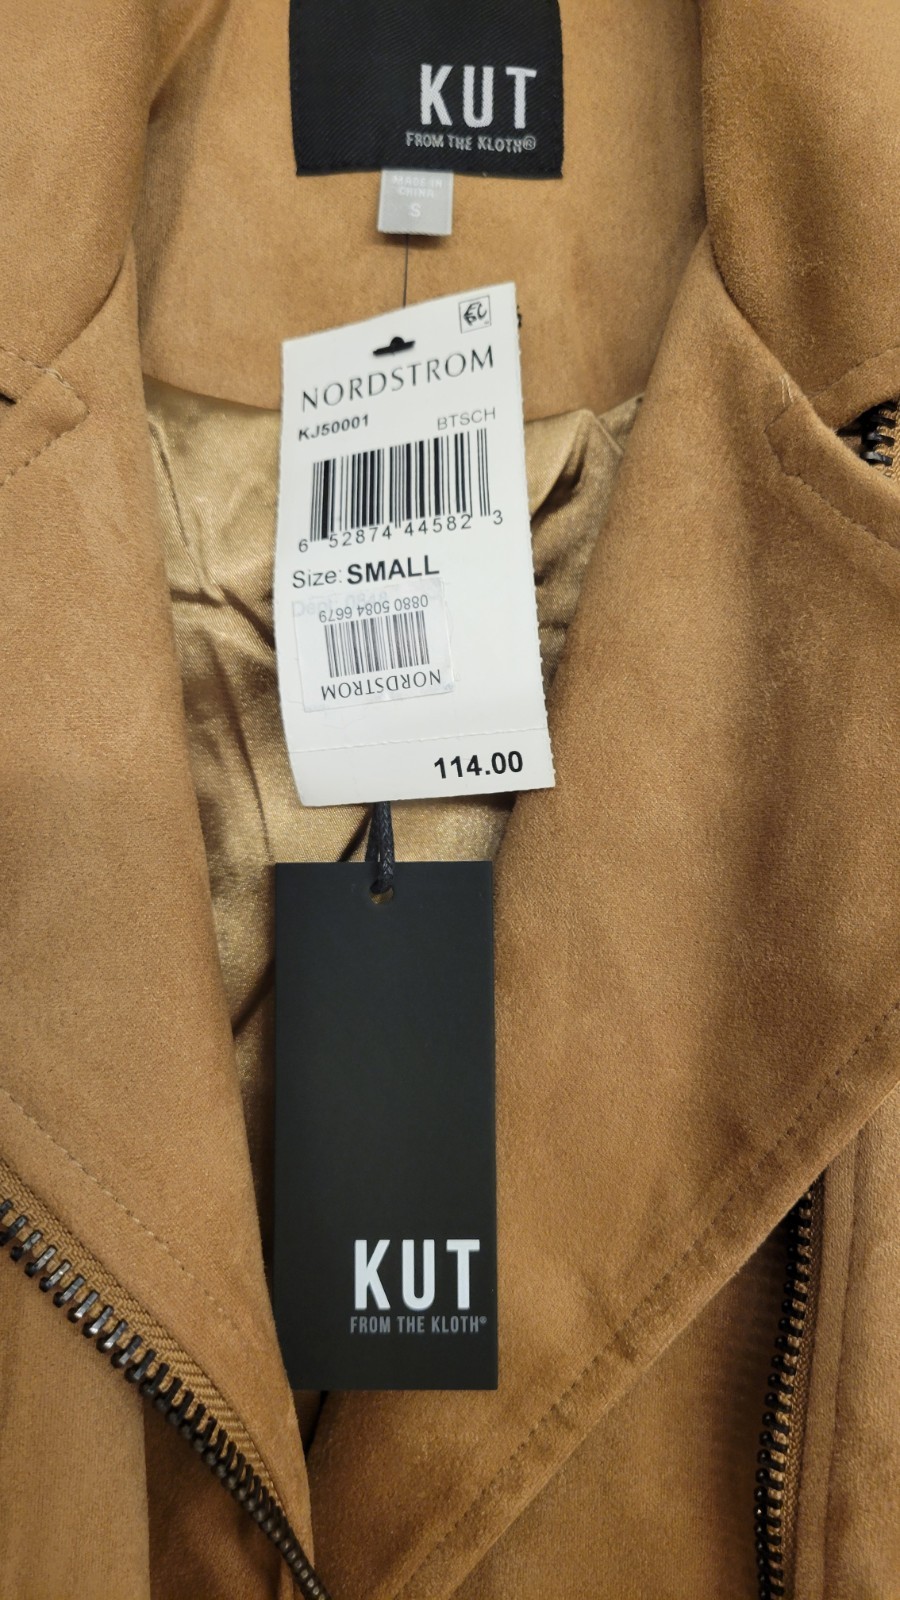 KUT
FROM THE KLOTH®
MADE IN
CHINA
S
NORDSTROM
KJ50001 BTSCH
6 52874 44582 3
Size: SMALL
0880 5084 6679
NORDSTROM
114.00
KUT
FROM THE KLOTH®